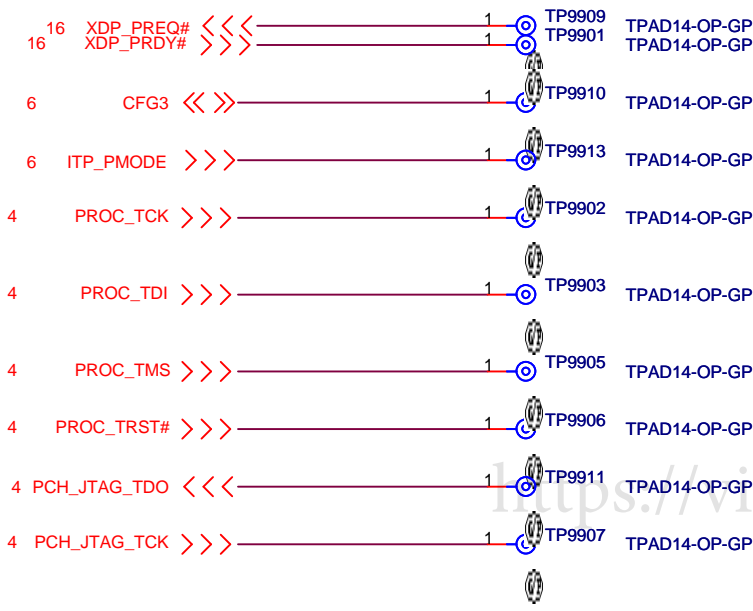 16 XDP_PREQ# 1 TP9909 TPAD14-OP-GP
16 XDP_PRDY# 1 TP9901 TPAD14-OP-GP
6 CFG3 1 TP9910 TPAD14-OP-GP
6 ITP_PMODE 1 TP9913 TPAD14-OP-GP
4 PROC_TCK 1 TP9902 TPAD14-OP-GP
4 PROC_TDI 1 TP9903 TPAD14-OP-GP
4 PROC_TMS 1 TP9905 TPAD14-OP-GP
4 PROC_TRST# 1 TP9906 TPAD14-OP-GP
4 PCH_JTAG_TDO 1 TP9911 TPAD14-OP-GP
https://vi
4 PCH_JTAG_TCK 1 TP9907 TPAD14-OP-GP